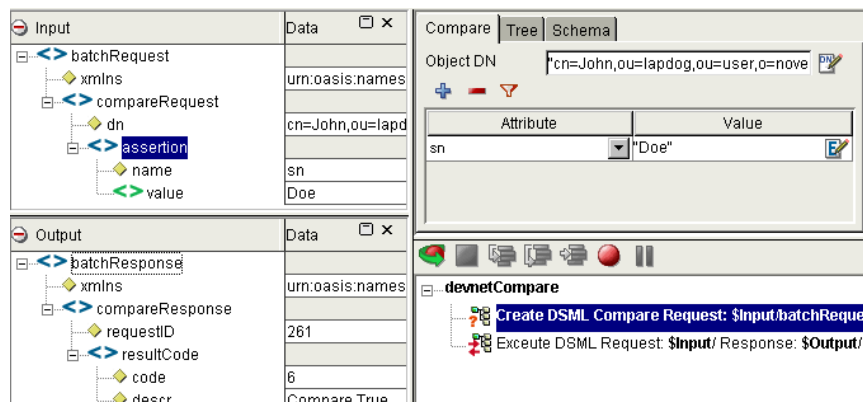 Input Data
batchRequest
xmlns urn:oasis:names
compareRequest
dn cn=John,ou=lapd
assertion
name sn
value Doe
Output Data
batchResponse
xmlns urn:oasis:names
compareResponse
requestID 261
resultCode
code 6
descr Compare True
Compare Tree Schema
Object DN "cn=John,ou=lapdog,ou=user,o=nove
Attribute Value
sn "Doe"
devnetCompare
Create DSML Compare Request: $Input/batchReque
Exceute DSML Request: $Input/ Response: $Output/